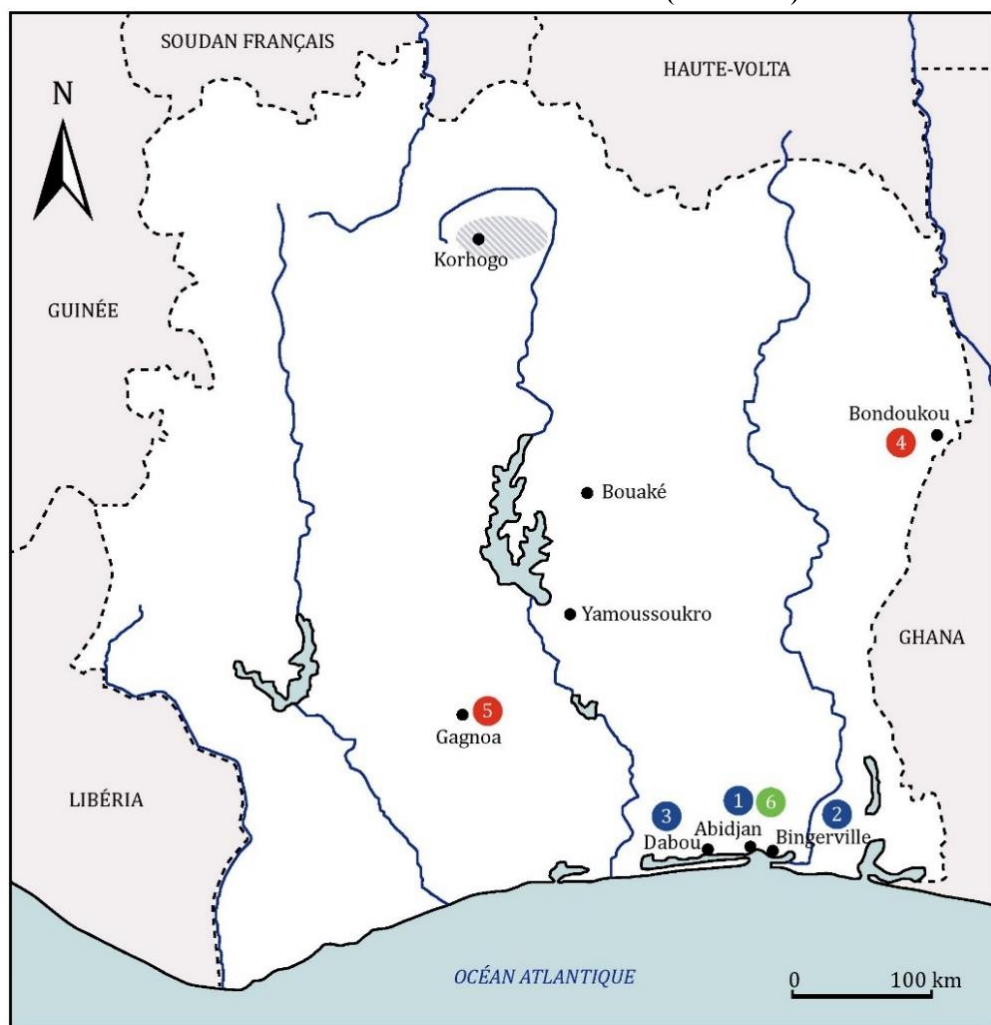 SOUDAN FRANÇAIS
HAUTE-VOLTA
N
Korhogo
GUINÉE
Bondoukou
4
Bouaké
Yamoussoukro
GHANA
5
Gagnoa
LIBÉRIA
3
1
6
2
Dabou
Abidjan
Bingerville
OCÉAN ATLANTIQUE
0 100 km